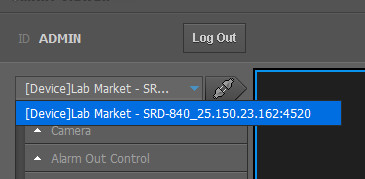 ID ADMIN
Log Out
[Device]Lab Market - SR...
[Device]Lab Market - SRD-840_25.150.23.162:4520
Camera
Alarm Out Control